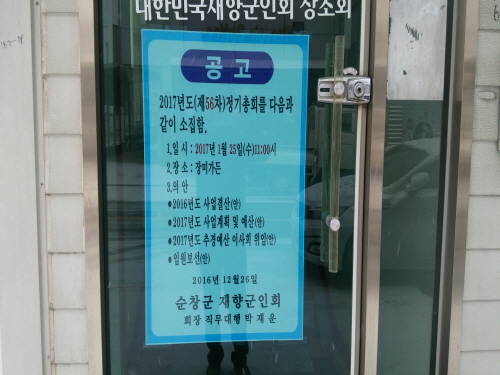 대한민국재향군인회 상조회
공고
2017년도(제56차)정기총회를 다음과
같이 소집함.
1.일 시 : 2017년 1월 25일(수)11:00시
2.장 소 : 장미가든
3.의 안
●2016년도 사업결산(안)
●2017년도 사업계획 및 예산(안)
●2017년도 추경예산 이사회 위임(안)
●임원보선(안)
2016년 12월26일
순창군 재향군인회
회장 직무대행 박재운